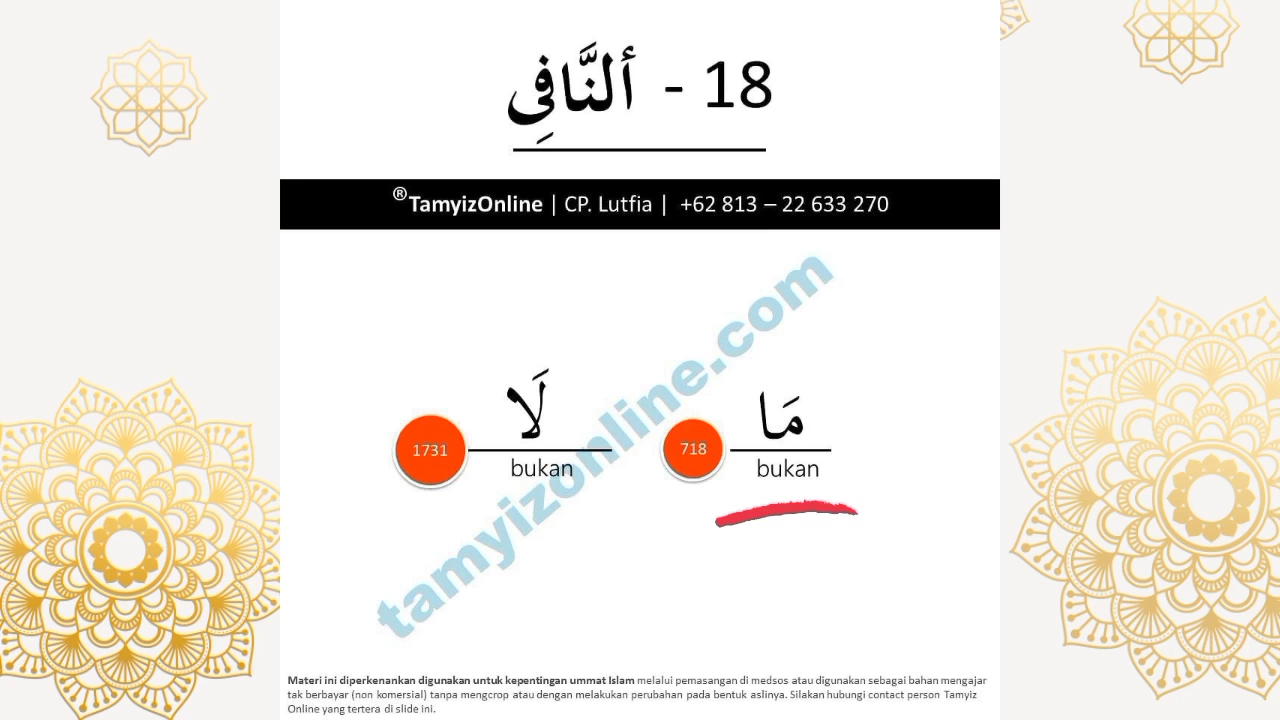 18 - ألنَّافِى
®TamyizOnline | CP. Lutfia | +62 813 – 22 633 270
مَا
718
bukan
لَا
1731
bukan
tamyizonline.com
Materi ini diperkenankan digunakan untuk kepentingan ummat Islam melalui pemasangan di medsos atau digunakan sebagai bahan mengajar
tak berbayar (non komersial) tanpa mengcrop atau dengan melakukan perubahan pada bentuk aslinya. Silakan hubungi contact person Tamyiz
Online yang tertera di slide ini.